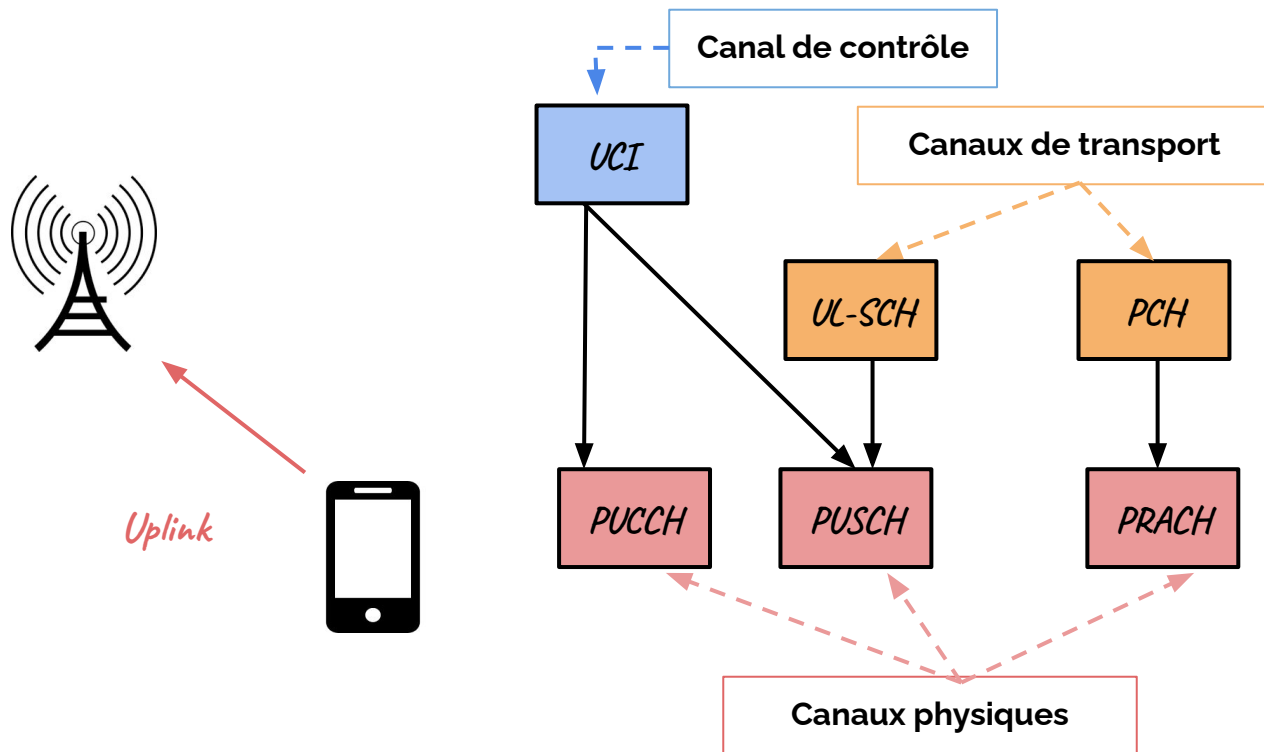 Canal de contrôle
UCI
Canaux de transport
UL-SCH
PCH
Uplink
PUCCH
PUSCH
PRACH
Canaux physiques